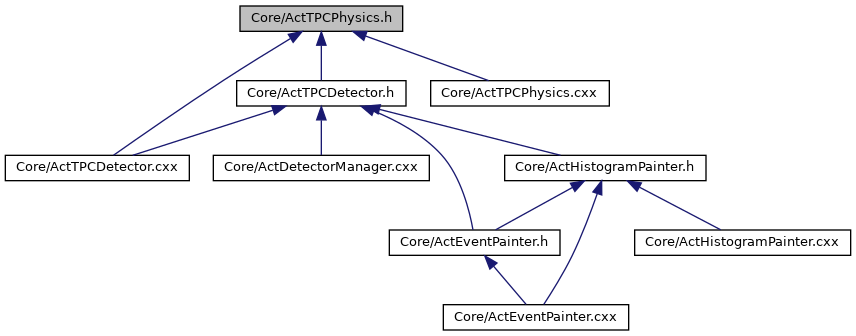 Core/ActTPCPhysics.h
Core/ActTPCDetector.h
Core/ActTPCPhysics.cxx
Core/ActTPCDetector.cxx
Core/ActDetectorManager.cxx
Core/ActHistogramPainter.h
Core/ActEventPainter.h
Core/ActHistogramPainter.cxx
Core/ActEventPainter.cxx